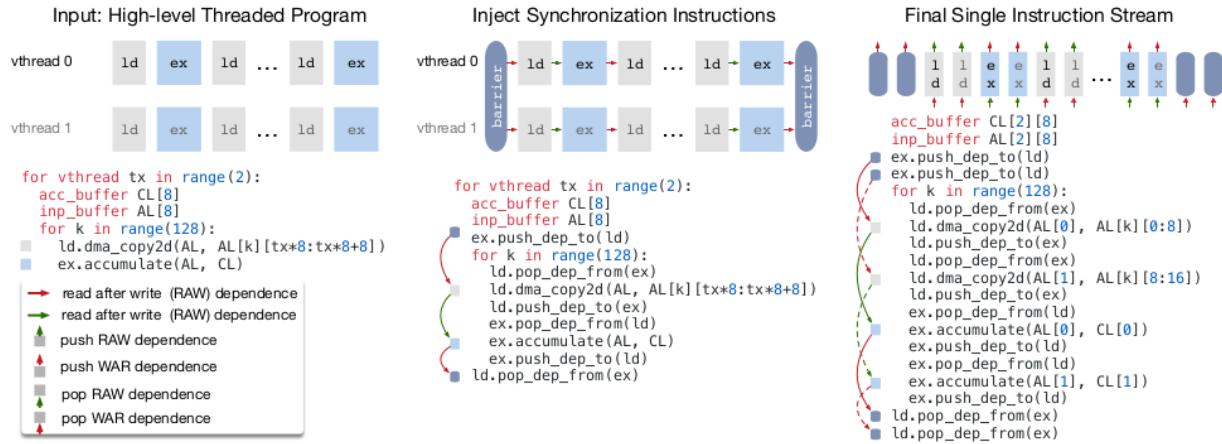 Input: High-level Threaded Program
vthread 0
ld ex ld ... ld ex
vthread 1
ld ex ld ld ex
for vthread tx in range(2):
acc_buffer CL[8]
inp_buffer AL[8]
for k in range(128):
ld.dma_copy2d(AL, AL[k][tx*8:tx*8+8])
ex.accumulate(AL, CL)
read after write (RAW) dependence
read after write (RAW) dependence
push RAW dependence
push WAR dependence
pop RAW dependence
pop WAR dependence
Inject Synchronization Instructions
vthread 0
barrier
ld ex ld ... ld ex
barrier
vthread 1
ld ex ld ld ex
for vthread tx in range(2):
acc_buffer CL[8]
inp_buffer AL[8]
ex.push_dep_to(ld)
for k in range(128):
ld.pop_dep_from(ex)
ld.dma_copy2d(AL, AL[k][tx*8:tx*8+8])
ld.push_dep_to(ex)
ex.pop_dep_from(ld)
ex.accumulate(AL, CL)
ex.push_dep_to(ld)
ld.pop_dep_from(ex)
Final Single Instruction Stream
ld ld ex ex ld ld ... ex ex
acc_buffer CL[2][8]
inp_buffer AL[2][8]
ex.push_dep_to(ld)
ex.push_dep_to(ld)
for k in range(128):
ld.pop_dep_from(ex)
ld.dma_copy2d(AL[0], AL[k][0:8])
ld.push_dep_to(ex)
ld.pop_dep_from(ex)
ld.dma_copy2d(AL[1], AL[k][8:16])
ld.push_dep_to(ex)
ex.pop_dep_from(ld)
ex.accumulate(AL[0], CL[0])
ex.push_dep_to(ld)
ex.pop_dep_from(ld)
ex.accumulate(AL[1], CL[1])
ex.push_dep_to(ld)
ld.pop_dep_from(ex)
ld.pop_dep_from(ex)